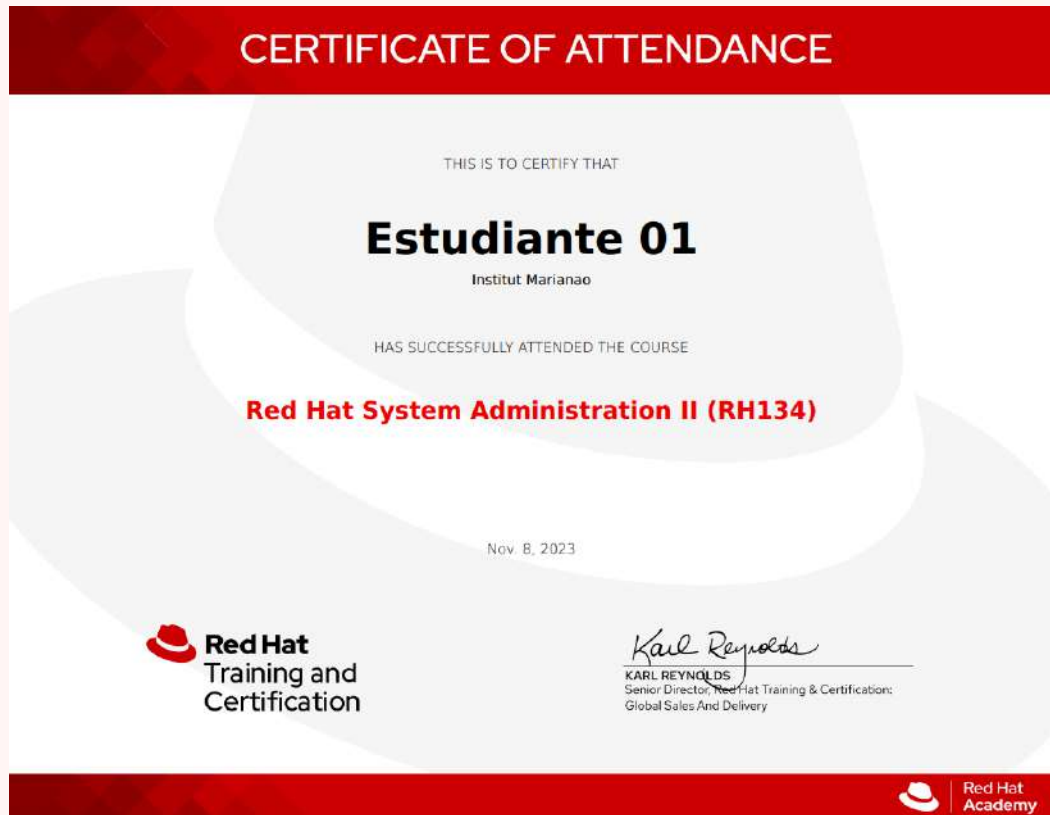 CERTIFICATE OF ATTENDANCE
THIS IS TO CERTIFY THAT
Estudiante 01
Institut Marianao
HAS SUCCESSFULLY ATTENDED THE COURSE
Red Hat System Administration II (RH134)
Nov. 8, 2023
Red Hat
Training and
Certification
Karl Reynolds
KARL REYNOLDS
Senior Director, Red Hat Training & Certification:
Global Sales And Delivery
Red Hat
Academy